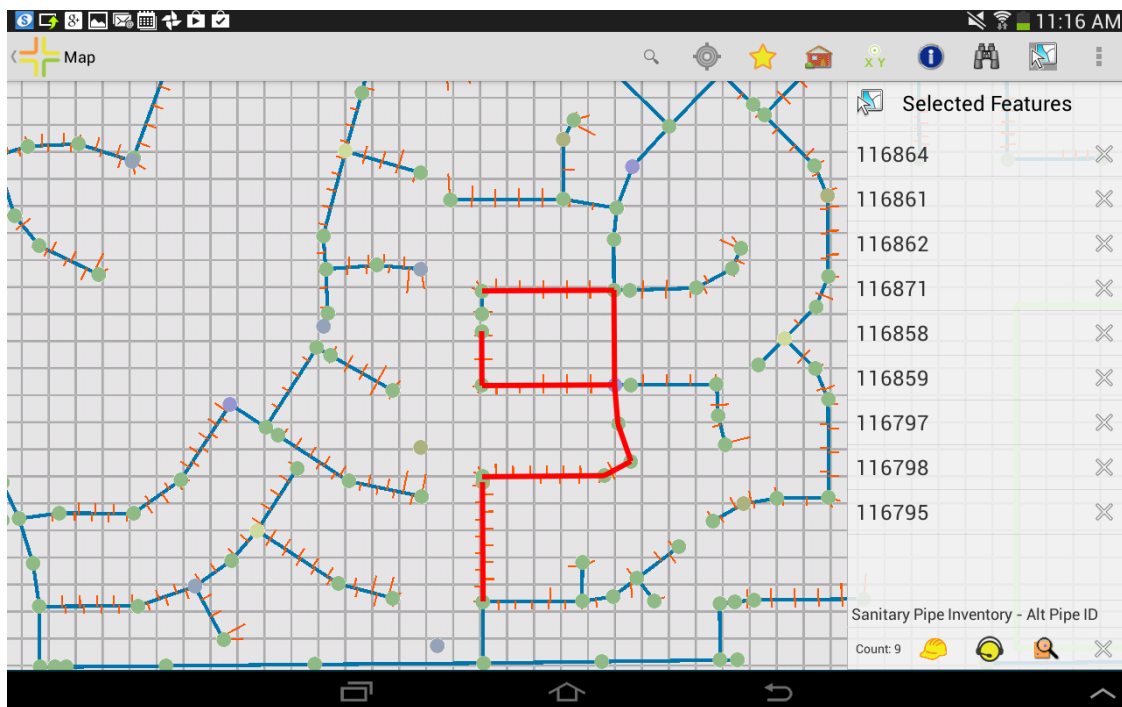 11:16 AM
Map
X Y
Selected Features
116864
116861
116862
116871
116858
116859
116797
116798
116795
Sanitary Pipe Inventory - Alt Pipe ID
Count: 9